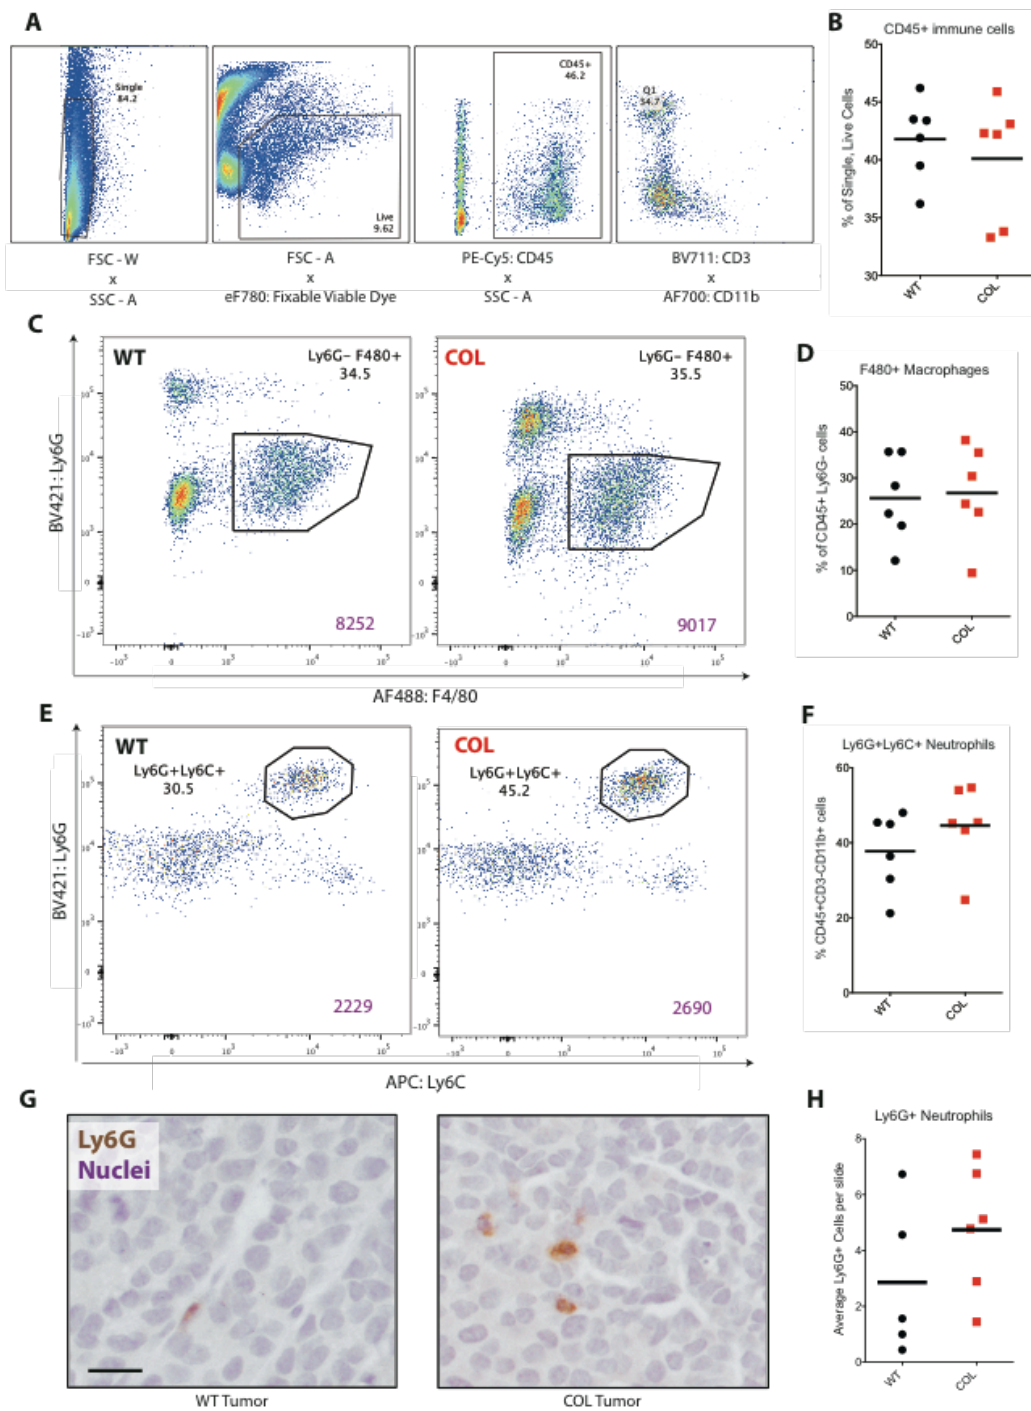 A
Single
84.2
Live
9.62
CD45+
46.2
Q1
54.7
FSC - W
x
SSC - A
FSC - A
x
eF780: Fixable Viable Dye
PE-Cy5: CD45
x
SSC - A
BV711: CD3
x
AF700: CD11b
B
CD45+ immune cells
% of Single, Live Cells
50
45
40
35
30
WT
COL
C
WT
Ly6G- F480+
34.5
8252
COL
Ly6G- F480+
35.5
9017
BV421: Ly6G
AF488: F4/80
D
F480+ Macrophages
% of CD45+ Ly6G- cells
50
40
30
20
10
0
WT
COL
E
WT
Ly6G+Ly6C+
30.5
2229
COL
Ly6G+Ly6C+
45.2
2690
BV421: Ly6G
APC: Ly6C
F
Ly6G+Ly6C+ Neutrophils
% CD45+CD3-CD11b+ cells
60
40
20
0
WT
COL
G
Ly6G
Nuclei
WT Tumor
COL Tumor
H
Ly6G+ Neutrophils
Average Ly6G+ Cells per slide
8
6
4
2
0
WT
COL